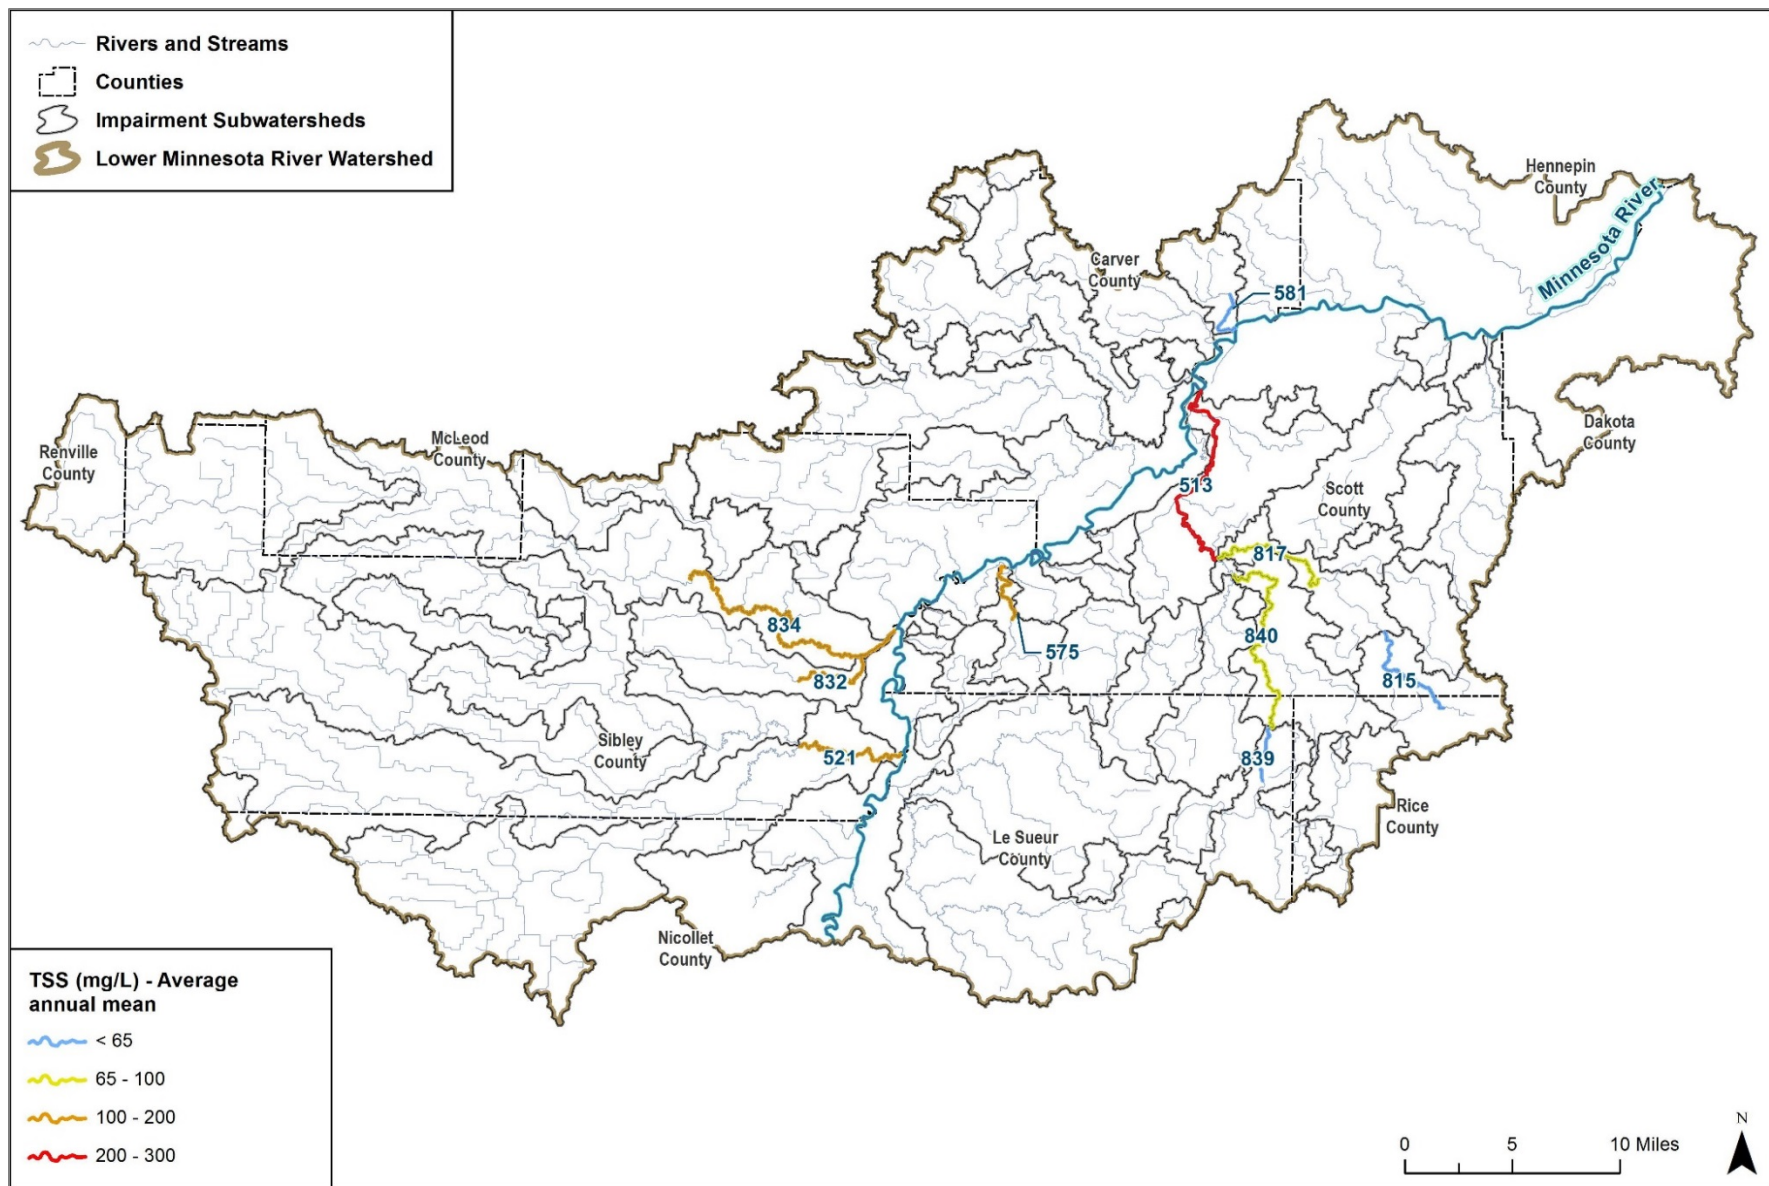 Rivers and Streams
Counties
Impairment Subwatersheds
Lower Minnesota River Watershed
Hennepin
County
Minnesota River
Carver
County
581
Renville
County
McLeod
County
Dakota
County
513
Scott
County
817
834
840
575
832
815
Sibley
County
521
839
Rice
County
Le Sueur
County
Nicollet
County
TSS (mg/L) - Average
annual mean
< 65
65 - 100
100 - 200
200 - 300
0 5 10 Miles
N